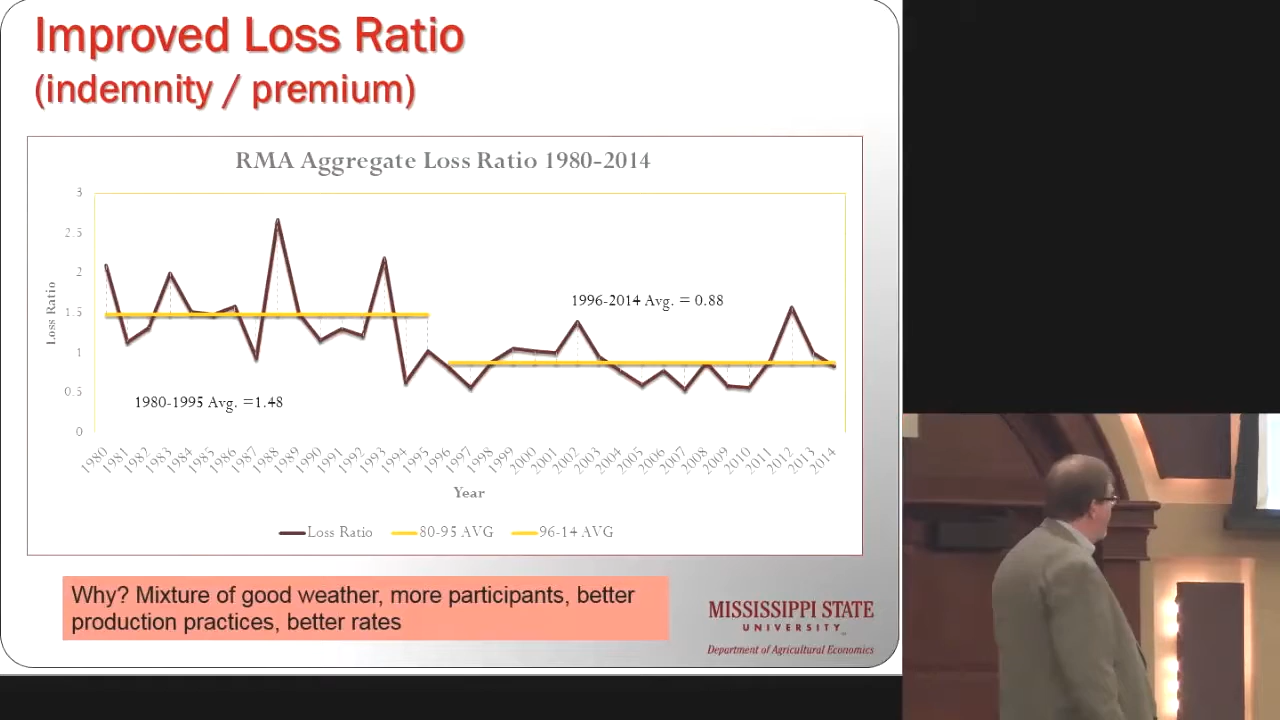 Improved Loss Ratio
(indemnity / premium)
RMA Aggregate Loss Ratio 1980-2014
3
2.5
2
1.5
1
0.5
0
Loss Ratio
1996-2014 Avg. = 0.88
1980-1995 Avg. =1.48
1980 1981 1982 1983 1984 1985 1986 1987 1988 1989 1990 1991 1992 1993 1994 1995 1996 1997 1998 1999 2000 2001 2002 2003 2004 2005 2006 2007 2008 2009 2010 2011 2012 2013 2014
Year
Loss Ratio 80-95 AVG 96-14 AVG
Why? Mixture of good weather, more participants, better
production practices, better rates
MISSISSIPPI STATE
UNIVERSITY
Department of Agricultural Economics